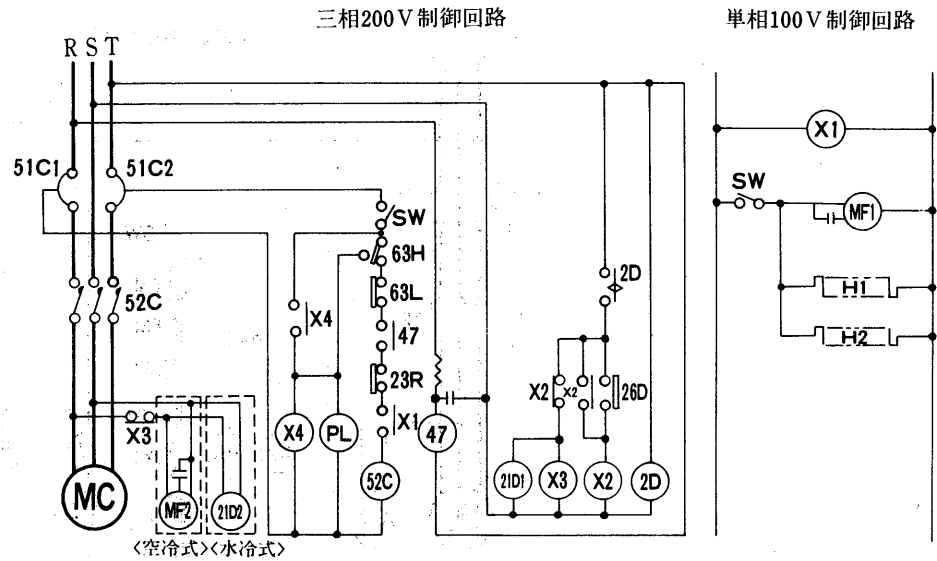 三相200V制御回路
単相100V制御回路
R S T
51C1
51C2
52C
X3
MC
MF2
21D2
<空冷式>
<水冷式>
SW
63H
63L
47
23R
X1
X4
X4
PL
52C
47
2D
X2
X2
26D
21D1
X3
X2
2D
X1
SW
MF1
H1
H2